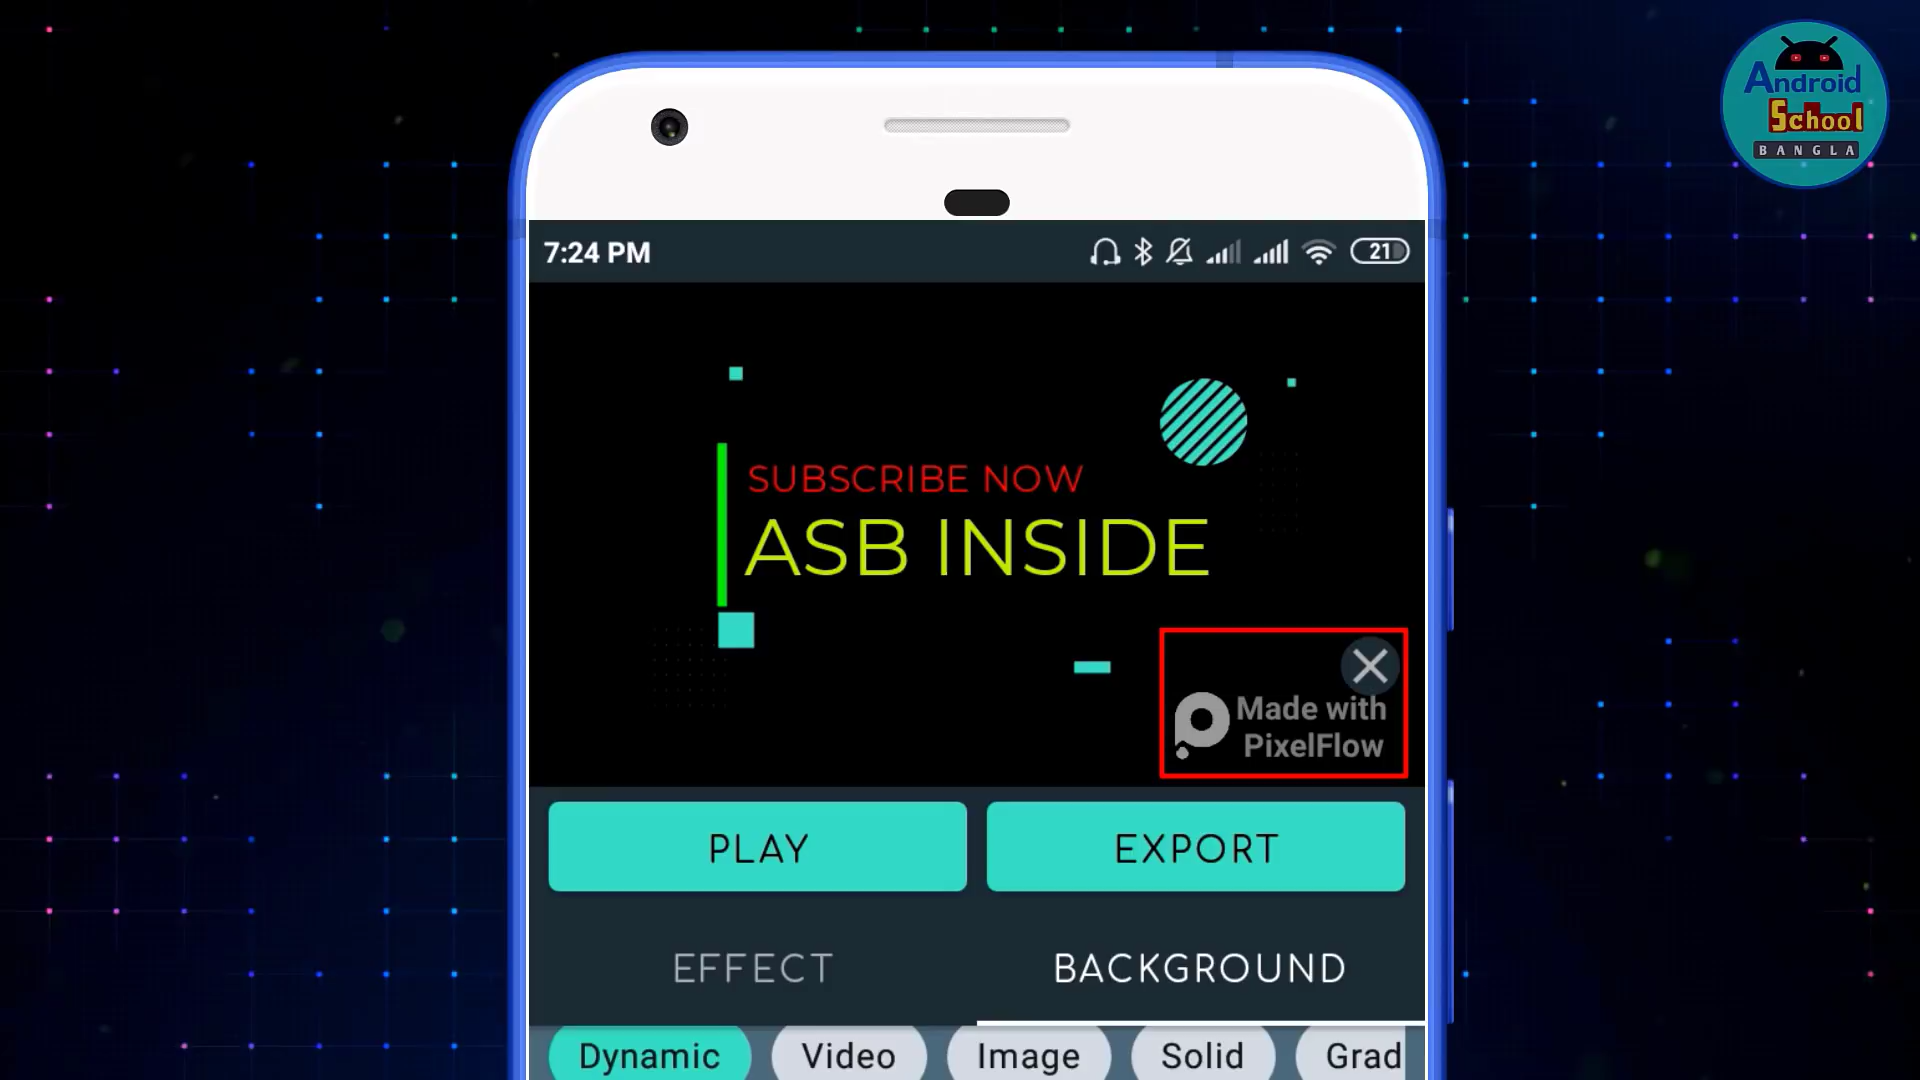 Android
School
BANGLA
7:24 PM
21
SUBSCRIBE NOW
ASB INSIDE
Made with
PixelFlow
PLAY
EXPORT
EFFECT
BACKGROUND
Dynamic
Video
Image
Solid
Grad